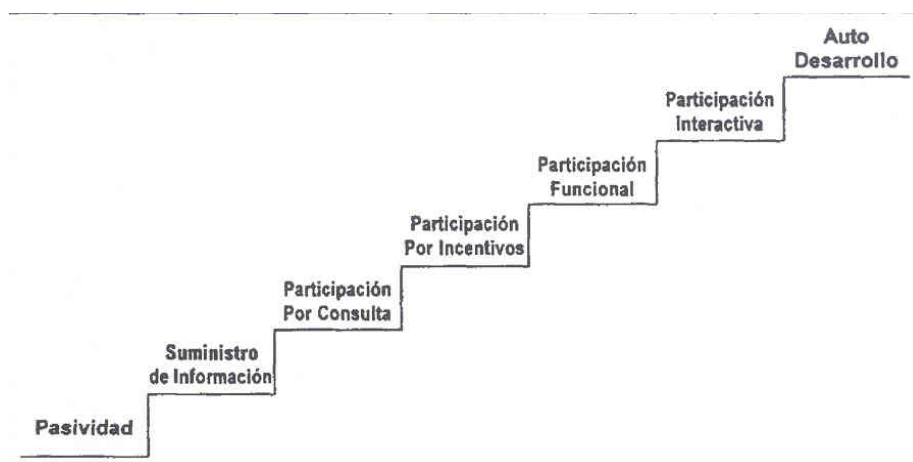 Auto
Desarrollo
Participación
Interactiva
Participación
Funcional
Participación
Por Incentivos
Participación
Por Consulta
Suministro
de Información
Pasividad